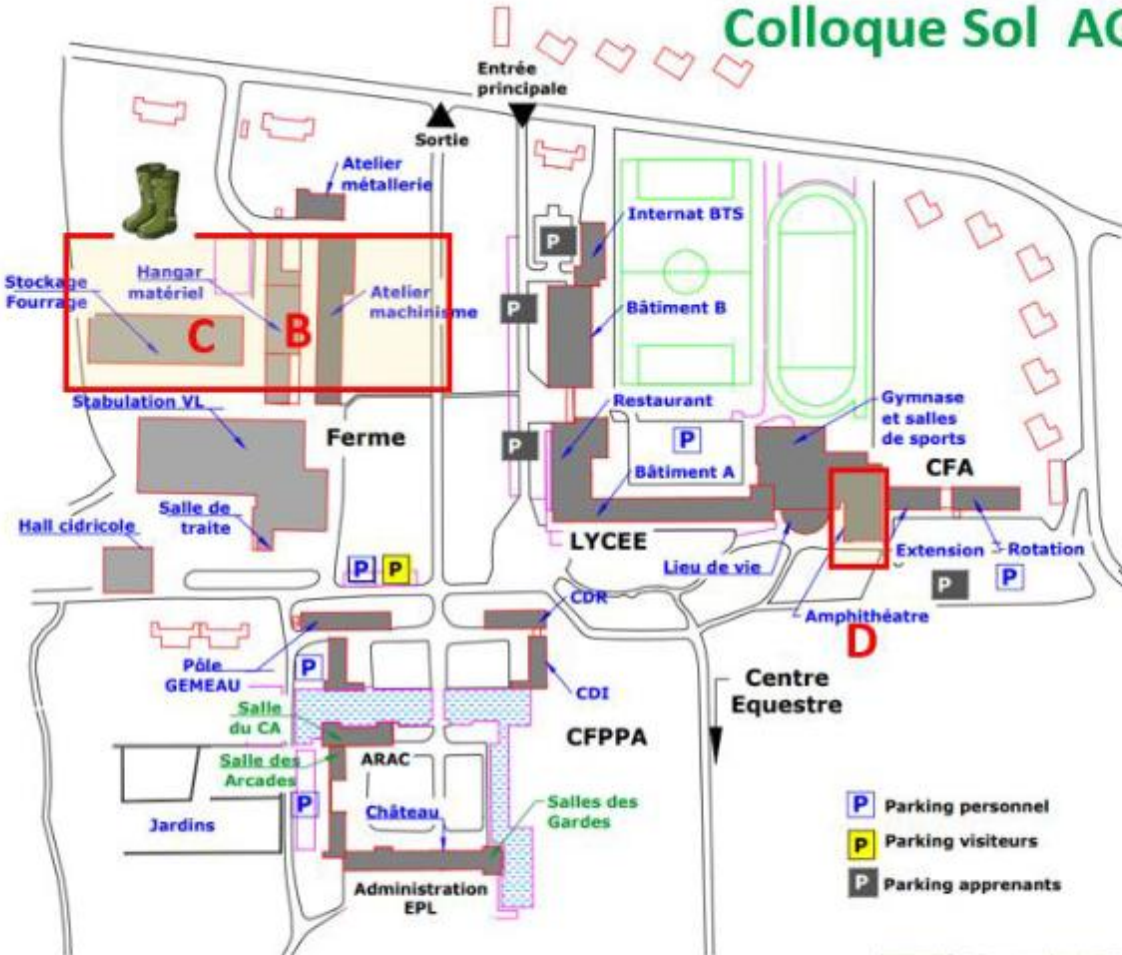 Colloque Sol AG
Entrée
principale
Sortie
Atelier
métallerie
Internat BTS
P
Stockage
Fourrage
Hangar
matériel
Atelier
machinisme
C
B
P
Bâtiment B
Stabulation VL
Ferme
Restaurant
P
P
Gymnase
et salles
de sports
CFA
Bâtiment A
Salle de
traite
Hall cidricole
LYCEE
Lieu de vie
Extension
Rotation
P
P
P
P
Amphithéatre
D
CDR
Pôle
GEMEAU
P
CDI
Centre
Equestre
Salle
du CA
CFPPA
Salle des
Arcades
ARAC
P
Jardins
Château
Salles des
Gardes
Administration
EPL
P Parking personnel
P Parking visiteurs
P Parking apprenants